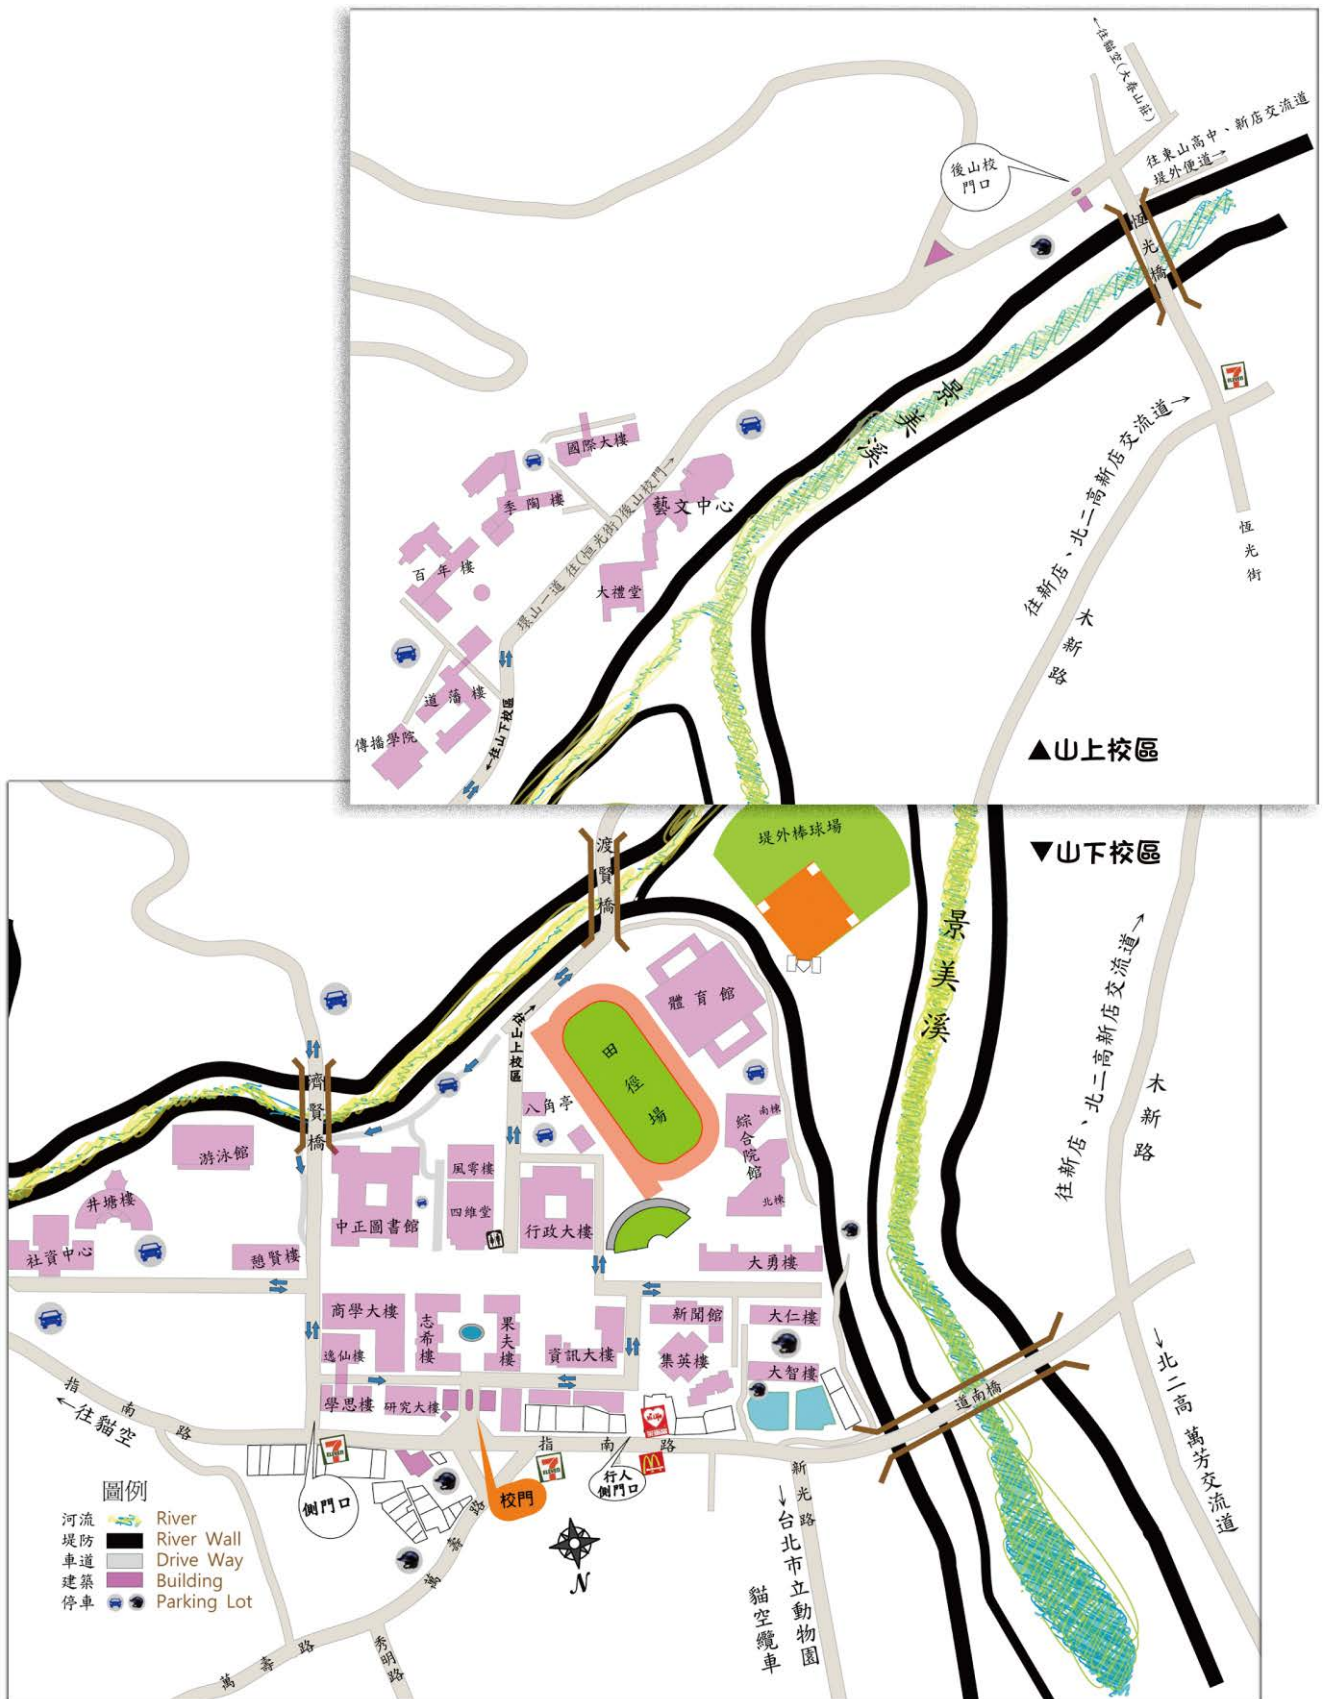 ←往貓空(大春山莊)
往東山高中、新店交流道
堤外便道→
後山校
門口
恆光橋
景美溪
往新店、北二高新店交流道→
國際大樓
季陶樓
藝文中心
環山一道 往(恒光街)後山校門→
百年樓
大禮堂
恆光街
木新路
道藩樓
傳播學院
←往山下校區
▲山上校區
渡賢橋
堤外棒球場
▼山下校區
景美溪
體育館
往山上校區→
田徑場
八角亭
南棟
綜合院館
北棟
往新店、北二高新店交流道→
木新路
濟賢橋
游泳館
井塘樓
社資中心
憩賢樓
中正圖書館
風雩樓
四維堂
行政大樓
大勇樓
商學大樓
志希樓
果夫樓
新聞館
大仁樓
逸仙樓
資訊大樓
集英樓
大智樓
學思樓
研究大樓
道南橋
指南路
←往貓空
指南路
側門口
校門
行人
側門口
新光路
→台北市立動物園
貓空纜車
→北二高 萬芳交流道
萬壽路
萬壽路
秀明路
N
圖例
河流 River
堤防 River Wall
車道 Drive Way
建築 Building
停車 Parking Lot